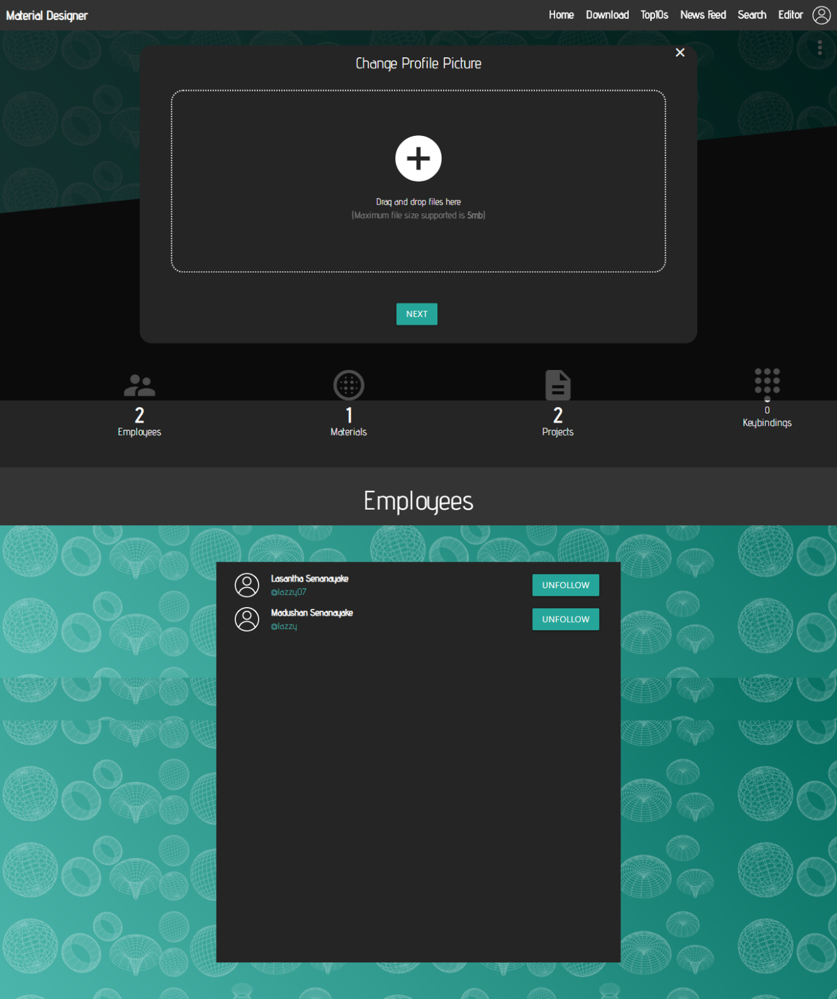 Material Designer
Home Download Top10s News Feed Search Editor
Change Profile Picture
Drag and drop files here
(Maximum file size supported is 5mb)
NEXT
2
Employees
1
Materials
2
Projects
0
Keybindings
Employees
Lasantha Senanayake
@lazzy07
UNFOLLOW
Madushan Senanayake
@lazzy
UNFOLLOW